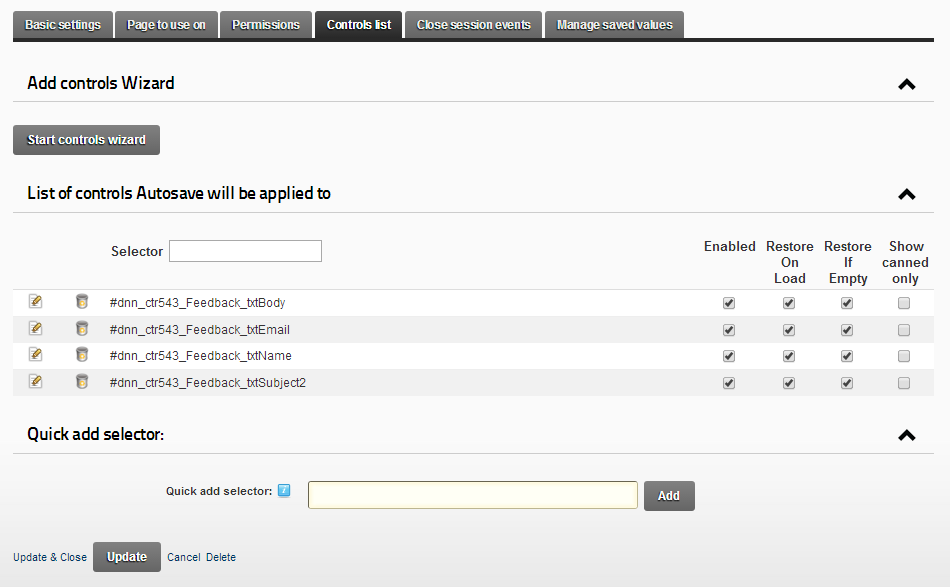 Basic settings Page to use on Permissions Controls list Close session events Manage saved values
Add controls Wizard
Start controls wizard
List of controls Autosave will be applied to
Selector Enabled Restore On Load Restore If Empty Show canned only
#dnn_ctr543_Feedback_txtBody
#dnn_ctr543_Feedback_txtEmail
#dnn_ctr543_Feedback_txtName
#dnn_ctr543_Feedback_txtSubject2
Quick add selector:
Quick add selector: Add
Update & Close Update Cancel Delete